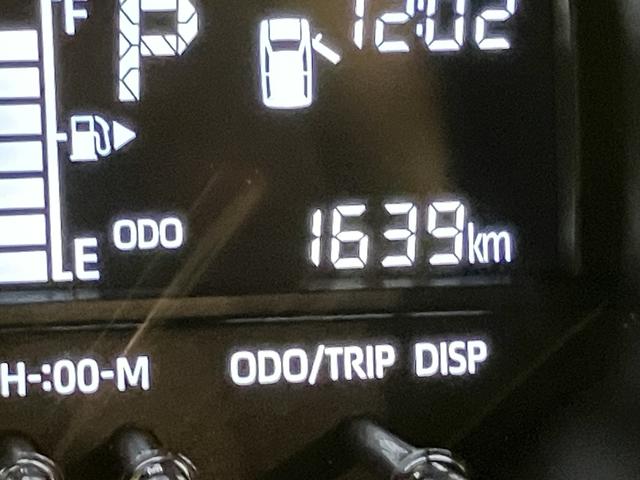 F
P
12:02
ODO
1639km
E
H-:00-M
ODO/TRIP DISP